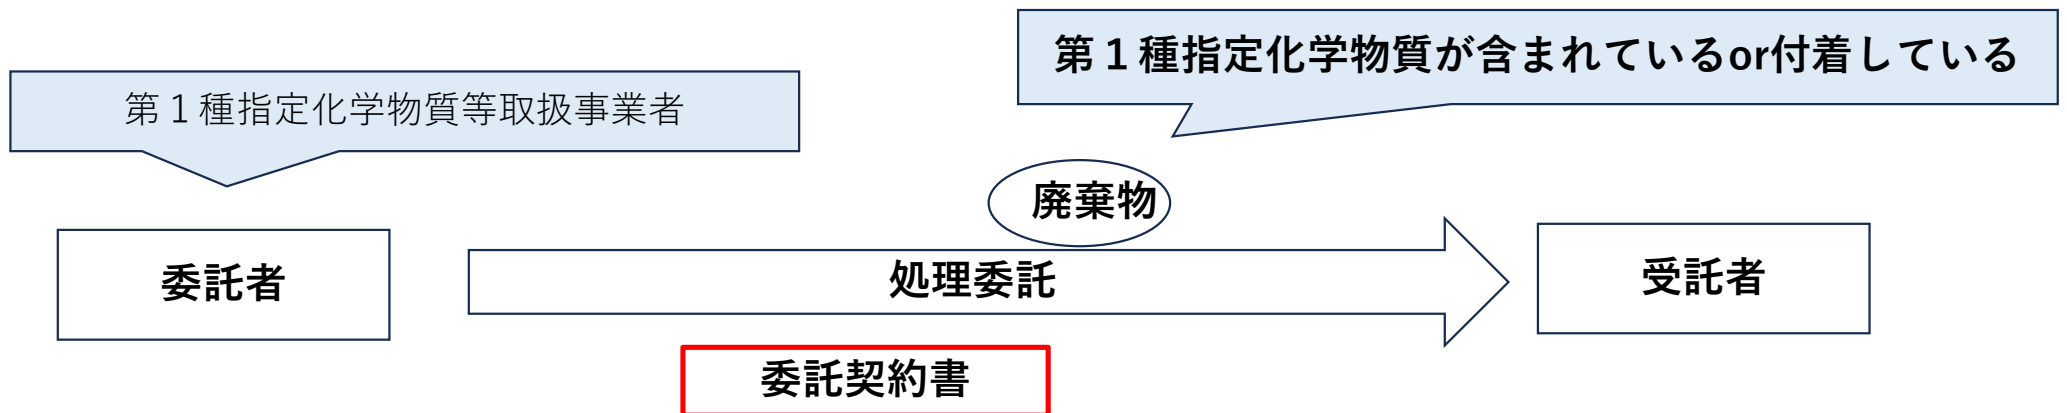 第１種指定化学物質が含まれているor付着している
第１種指定化学物質等取扱事業者
廃棄物
委託者
処理委託
受託者
委託契約書